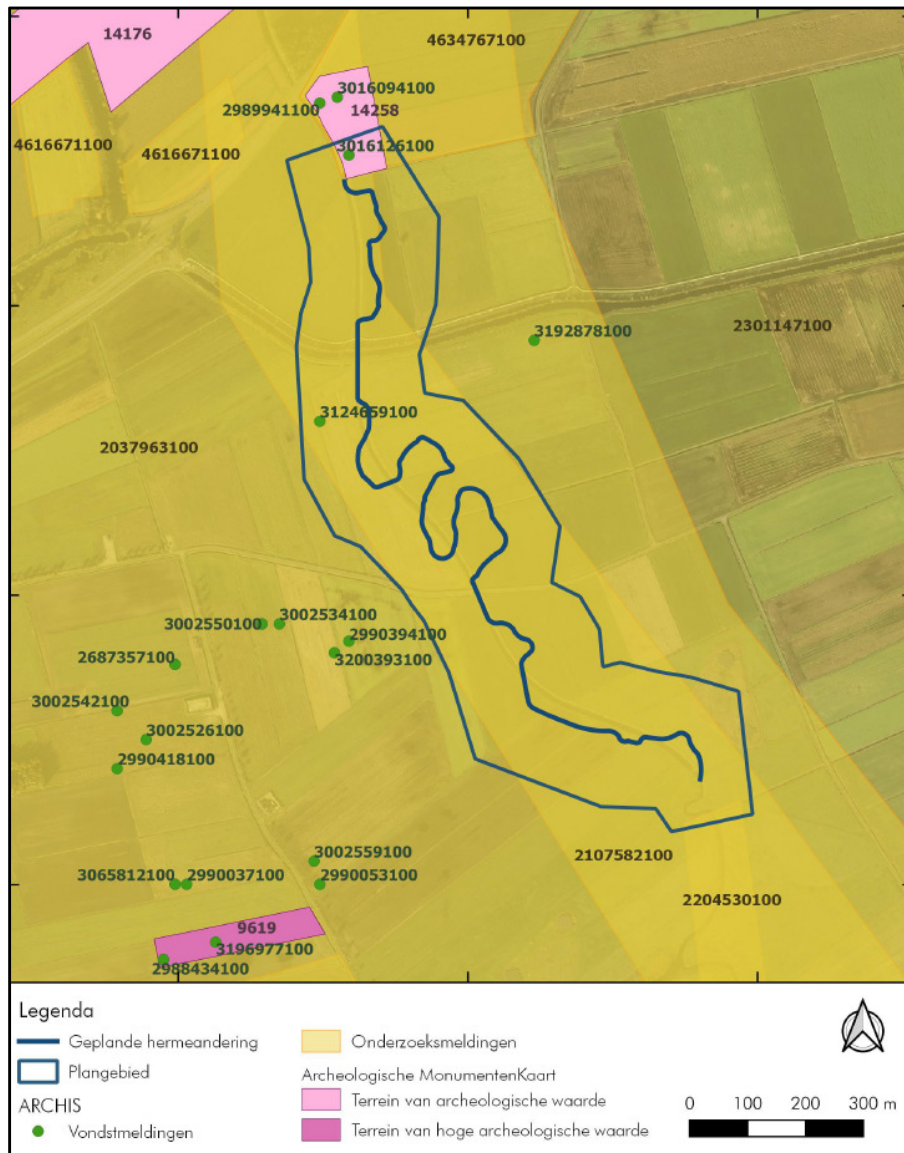 14176
4634767100
3016094100
2989941100
14258
3016126100
4616671100
4616671100
3192878100
2301147100
3124659100
2037963100
3002550100
3002534100
2990394100
3200393100
2687357100
3002542100
3002526100
2990418100
3002559100
2107582100
3065812100
2990037100
2990053100
2204530100
9619
3196977100
2988434100
Legenda
Geplande hermeandering
Plangebied
ARCHIS
Vondstmeldingen
Onderzoeksmeldingen
Archeologische MonumentenKaart
Terrein van archeologische waarde
Terrein van hoge archeologische waarde
0 100 200 300 m